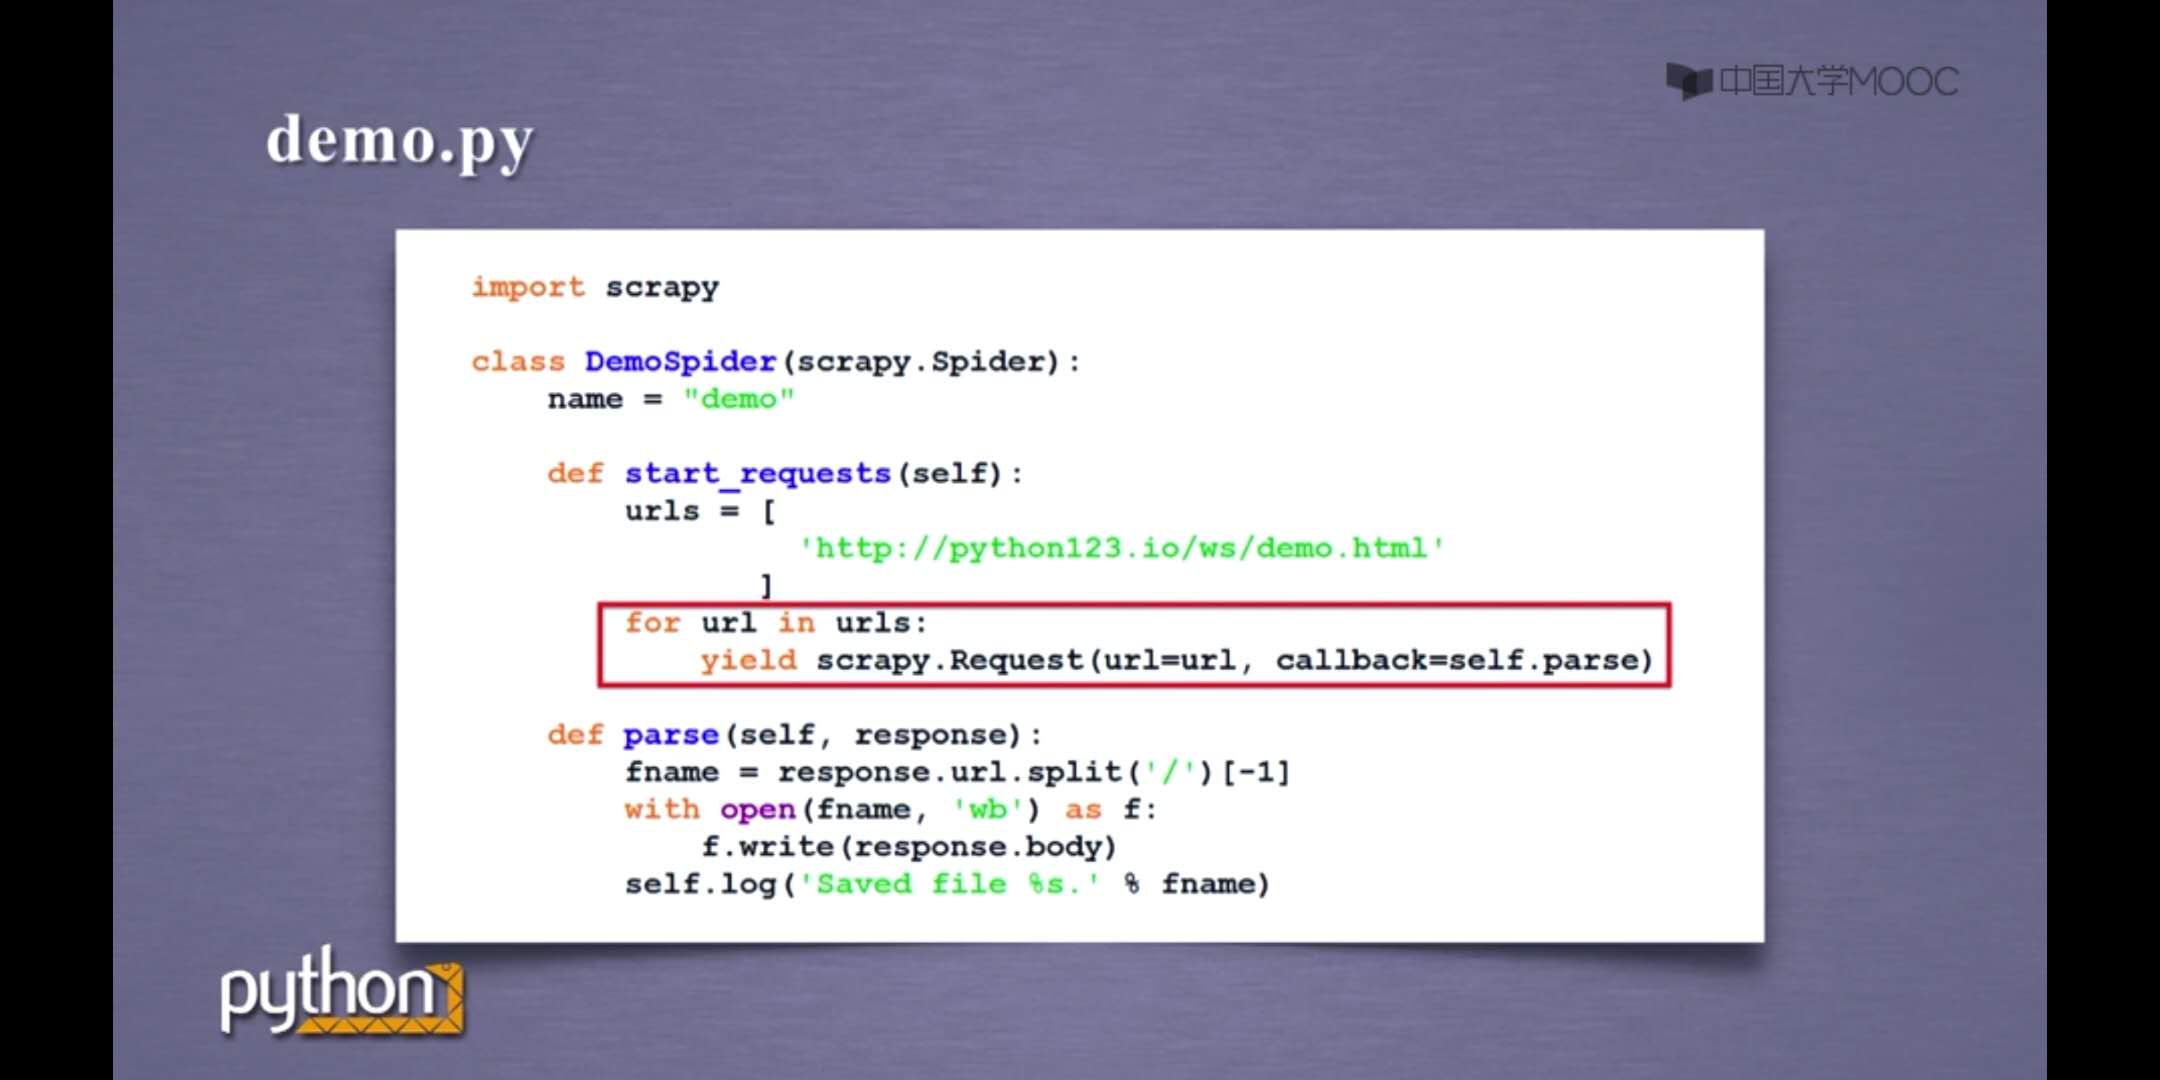 中国大学MOOC
demo.py
import scrapy
class DemoSpider(scrapy.Spider):
    name = "demo"
    def start_requests(self):
        urls = [
                 'http://python123.io/ws/demo.html'
               ]
        for url in urls:
            yield scrapy.Request(url=url, callback=self.parse)
    def parse(self, response):
        fname = response.url.split('/')[-1]
        with open(fname, 'wb') as f:
            f.write(response.body)
        self.log('Saved file %s.' % fname)
python